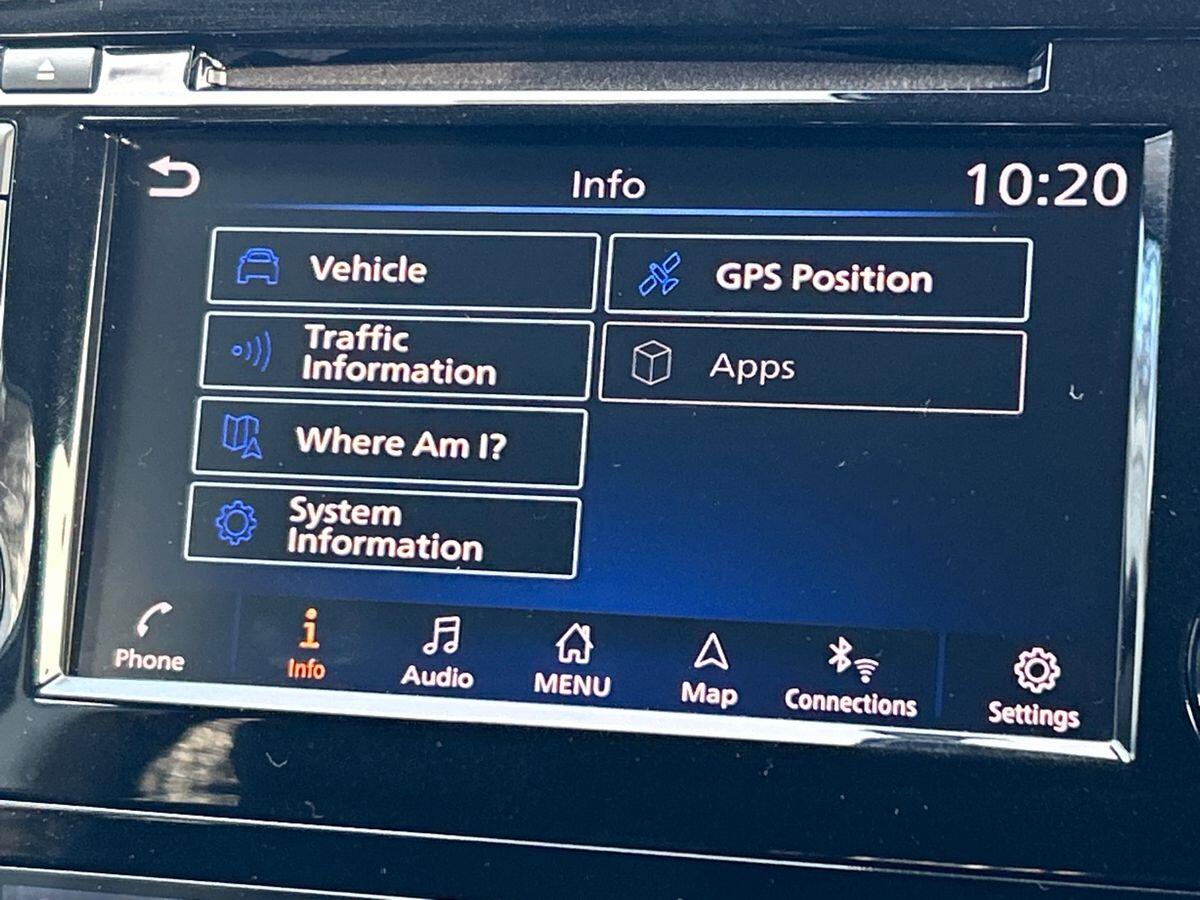 Info
10:20
Vehicle
GPS Position
Traffic
Information
Apps
Where Am I?
System
Information
Phone
Info
Audio
MENU
Map
Connections
Settings